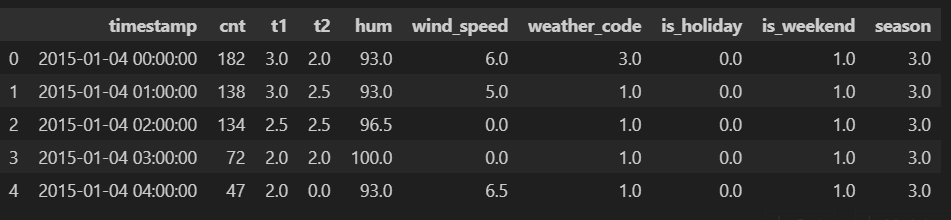 timestamp cnt t1 t2 hum wind_speed weather_code is_holiday is_weekend season
0 2015-01-04 00:00:00 182 3.0 2.0 93.0 6.0 3.0 0.0 1.0 3.0
1 2015-01-04 01:00:00 138 3.0 2.5 93.0 5.0 1.0 0.0 1.0 3.0
2 2015-01-04 02:00:00 134 2.5 2.5 96.5 0.0 1.0 0.0 1.0 3.0
3 2015-01-04 03:00:00 72 2.0 2.0 100.0 0.0 1.0 0.0 1.0 3.0
4 2015-01-04 04:00:00 47 2.0 0.0 93.0 6.5 1.0 0.0 1.0 3.0